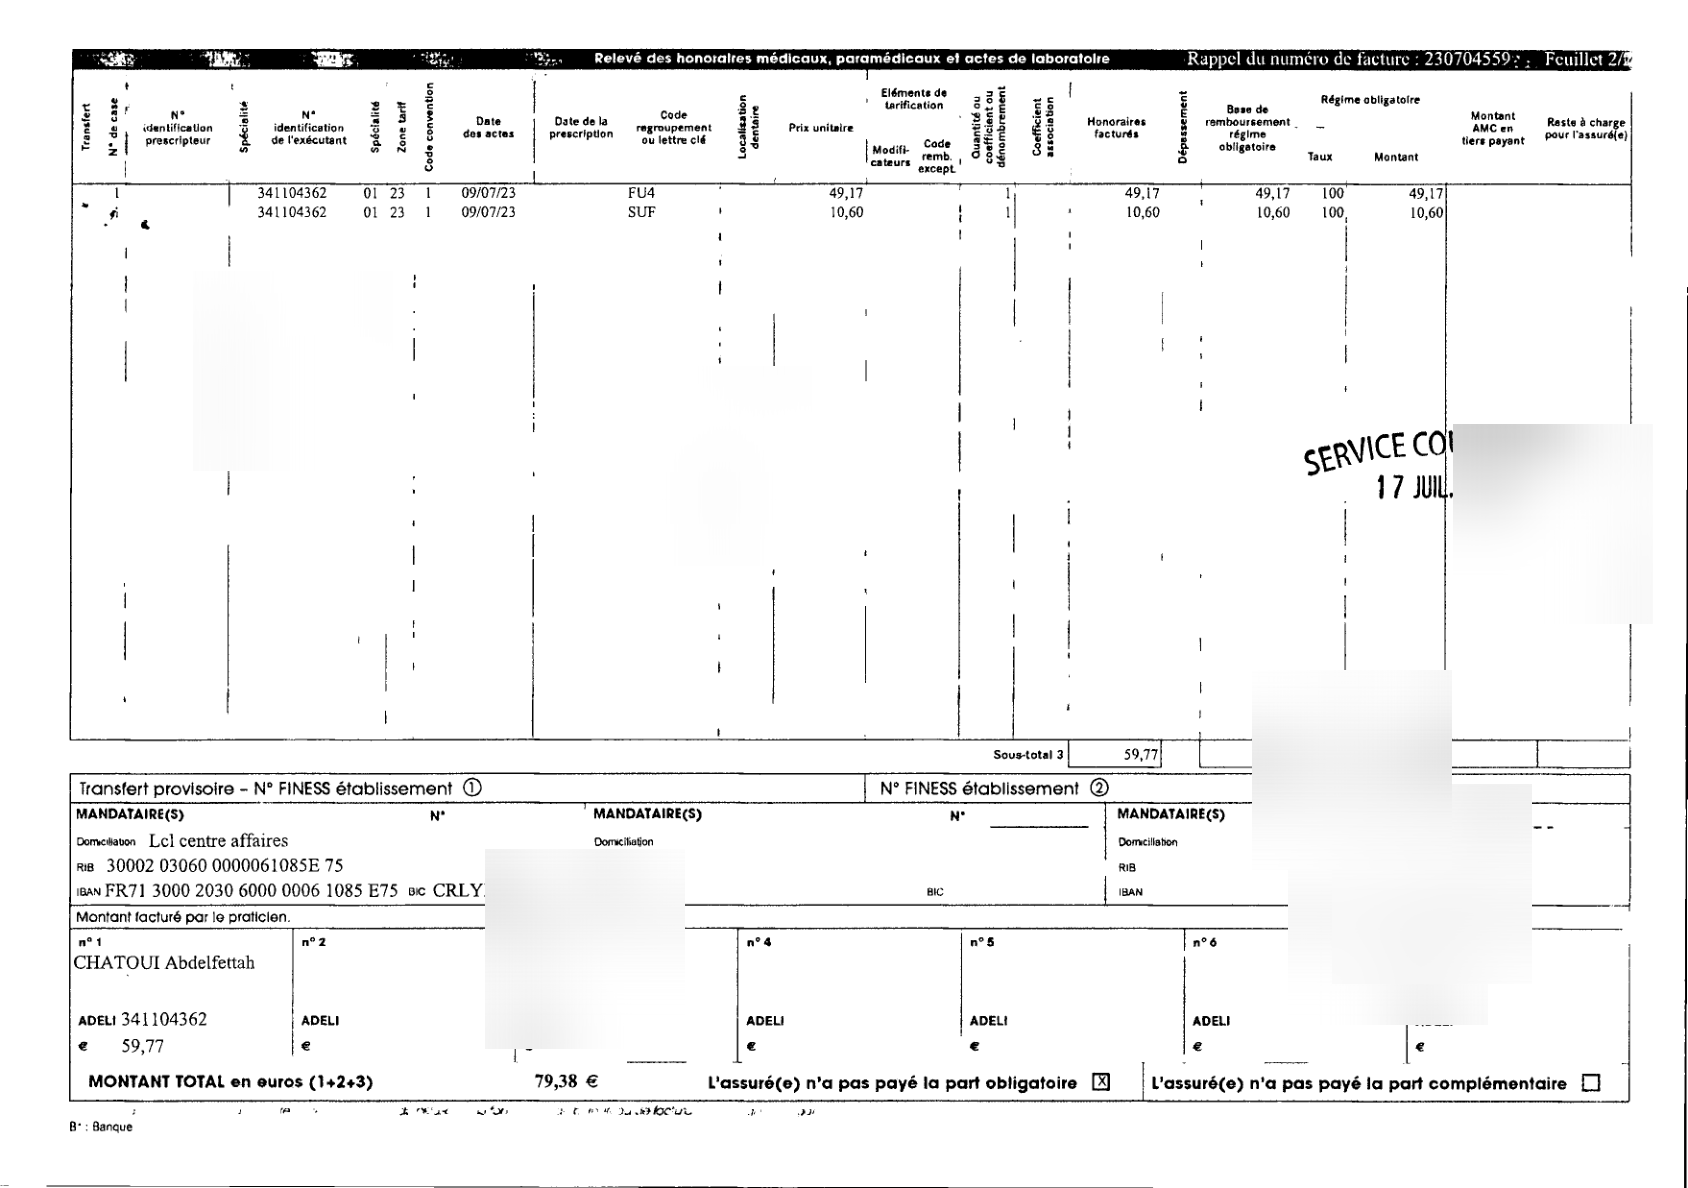 Relevé des honoraires médicaux, paramédicaux et actes de laboratoire Rappel du numéro de facture : 230704559 Feuillet 2/
Transfert
N° de case
N° identification prescripteur
Spécialité
N° identification de l'exécutant
Spécialité
Zone tarif
Code convention
Date des actes
Date de la prescription
Code regroupement ou lettre clé
Localisation dentaire
Prix unitaire
Eléments de tarification
Modifi-cateurs
Code remb. except.
Quantité ou coefficient ou dénombrement
Coefficient association
Honoraires facturés
Dépassement
Base de remboursement régime obligatoire
Régime obligatoire
Taux
Montant
Montant AMC en tiers payant
Reste à charge pour l'assuré(e)
1 341104362 01 23 1 09/07/23 FU4 49,17 1 49,17 49,17 100 49,17
341104362 01 23 1 09/07/23 SUF 10,60 1 10,60 10,60 100 10,60
SERVICE COU
17 JUIL.
Sous-total 3 59,77
Transfert provisoire – N° FINESS établissement ① N° FINESS établissement ②
MANDATAIRE(S) N° MANDATAIRE(S) N° MANDATAIRE(S)
Domiciliation Lcl centre affaires Domiciliation Domiciliation
RIB 30002 03060 0000061085E 75 RIB
IBAN FR71 3000 2030 6000 0006 1085 E75 BIC CRLY BIC IBAN
Montant facturé par le praticien.
n° 1 n° 2 n° 4 n° 5 n° 6
CHATOUI Abdelfettah
ADELI 341104362 ADELI ADELI ADELI ADELI
€ 59,77 € € € € €
MONTANT TOTAL en euros (1+2+3) 79,38 € L'assuré(e) n'a pas payé la part obligatoire X L'assuré(e) n'a pas payé la part complémentaire
B* : Banque